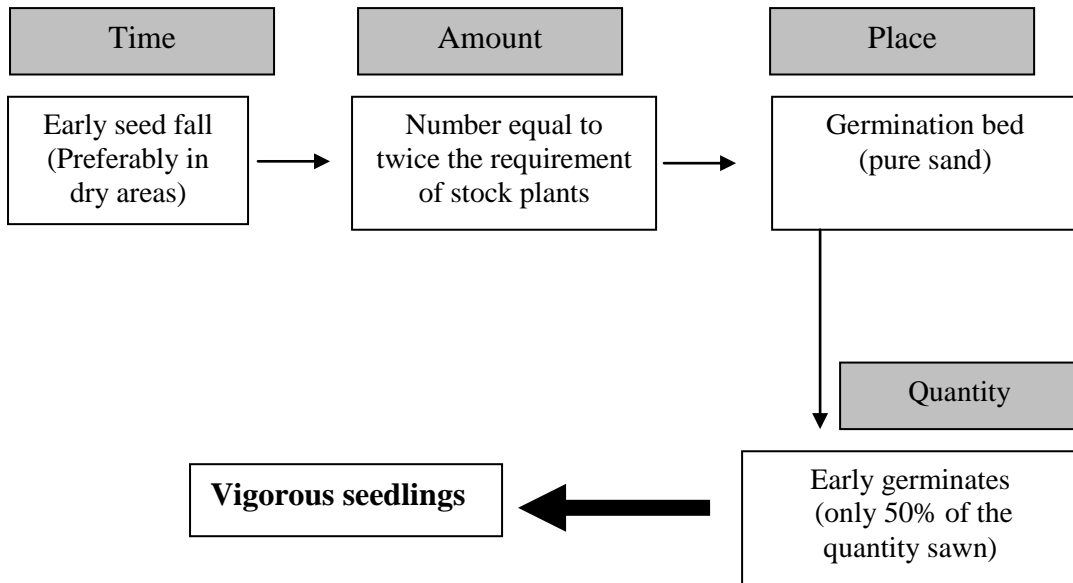 Time
Amount
Place
Early seed fall
(Preferably in
dry areas)
Number equal to
twice the requirement
of stock plants
Germination bed
(pure sand)
Quantity
Early germinates
(only 50% of the
quantity sawn)
Vigorous seedlings